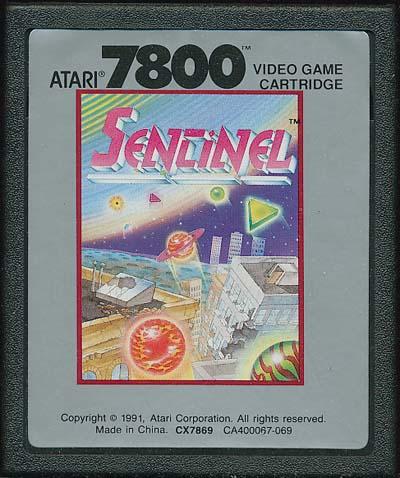 ATARI® 7800™ VIDEO GAME
CARTRIDGE
SENTINEL™
Copyright © 1991, Atari Corporation. All rights reserved.
Made in China. CX7869 CA400067-069